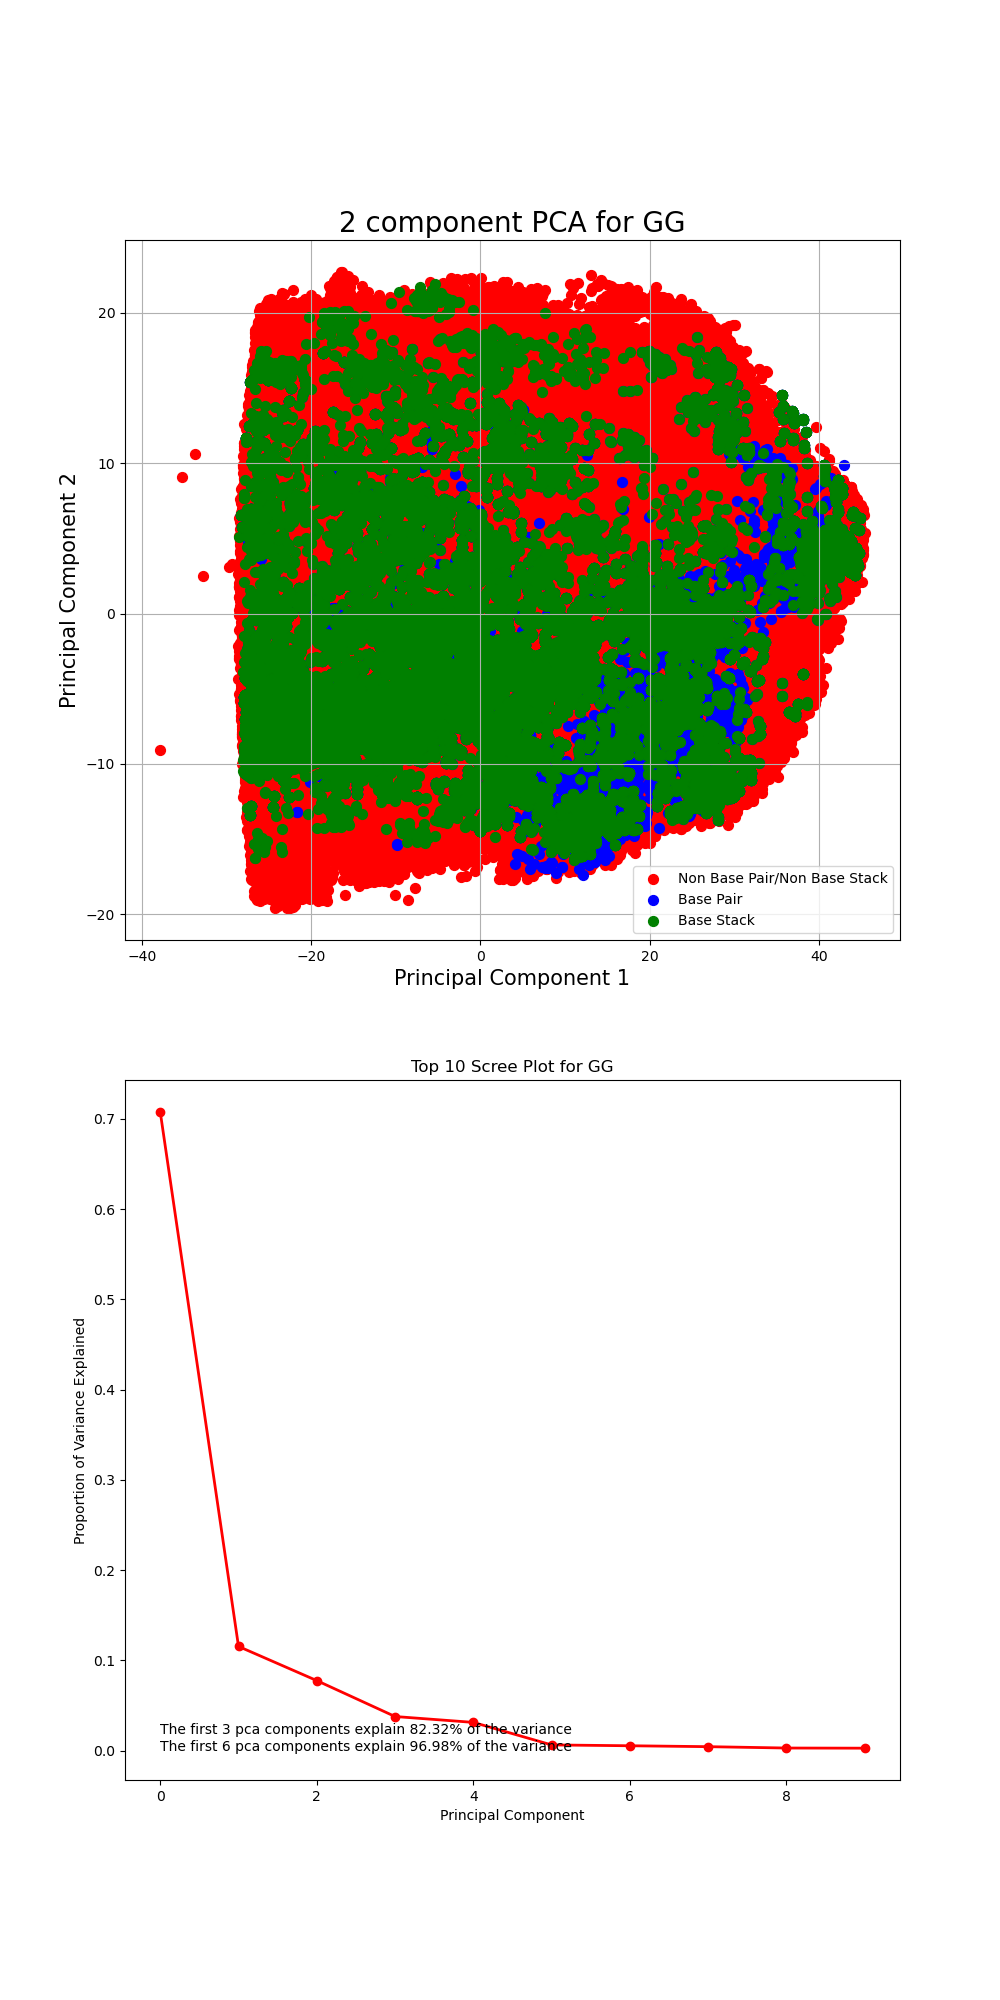 2 component PCA for GG
Principal Component 2
20
10
0
−10
−20
Non Base Pair/Non Base Stack
Base Pair
Base Stack
−40
−20
0
20
40
Principal Component 1
Top 10 Scree Plot for GG
Proportion of Variance Explained
0.7
0.6
0.5
0.4
0.3
0.2
0.1
0.0
The first 3 pca components explain 82.32% of the variance
The first 6 pca components explain 96.98% of the variance
0
2
4
6
8
Principal Component